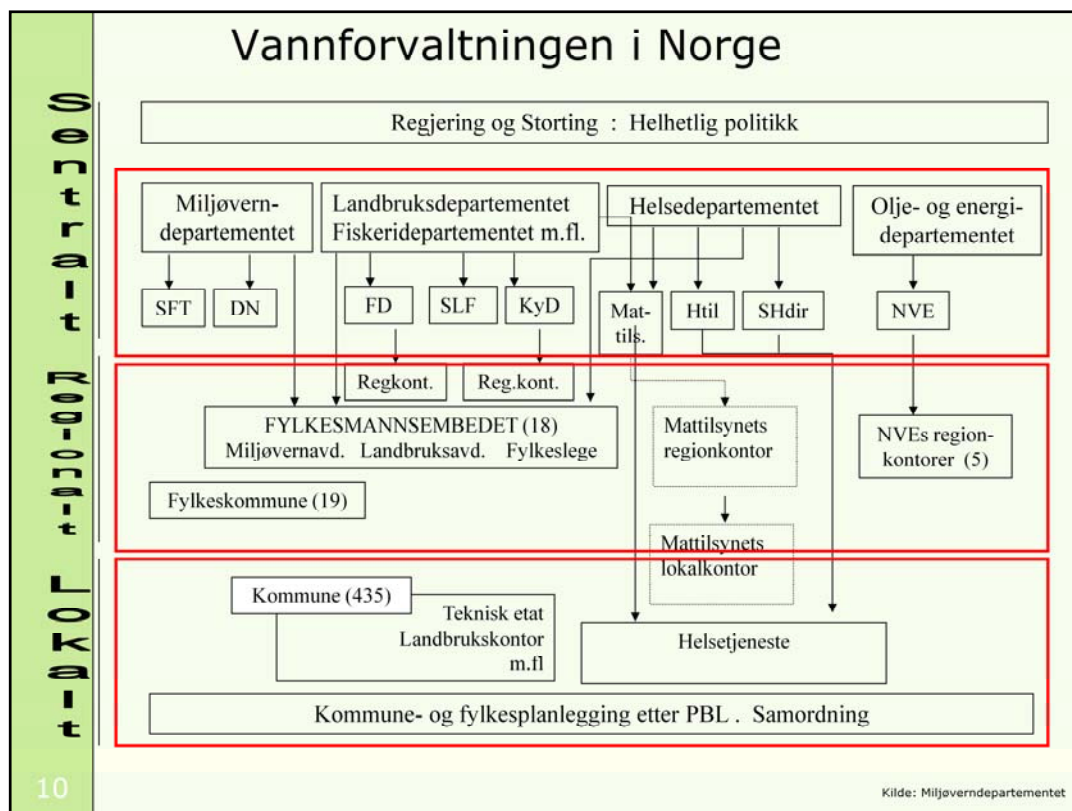 Vannforvaltningen i Norge
Sentralt
Regjering og Storting : Helhetlig politikk
Miljøvern-
departementet
Landbruksdepartementet
Fiskeridepartementet m.fl.
Helsedepartementet
Olje- og energi-
departementet
SFT
DN
FD
SLF
KyD
Mat-
tils.
Htil
SHdir
NVE
Regionalt
Regkont.
Reg.kont.
FYLKESMANNSEMBEDET (18)
Miljøvernavd. Landbruksavd. Fylkeslege
Mattilsynets
regionkontor
NVEs region-
kontorer (5)
Fylkeskommune (19)
Mattilsynets
lokalkontor
Lokalt
Kommune (435)
Teknisk etat
Landbrukskontor
m.fl
Helsetjeneste
Kommune- og fylkesplanlegging etter PBL . Samordning
10
Kilde: Miljøverndepartementet